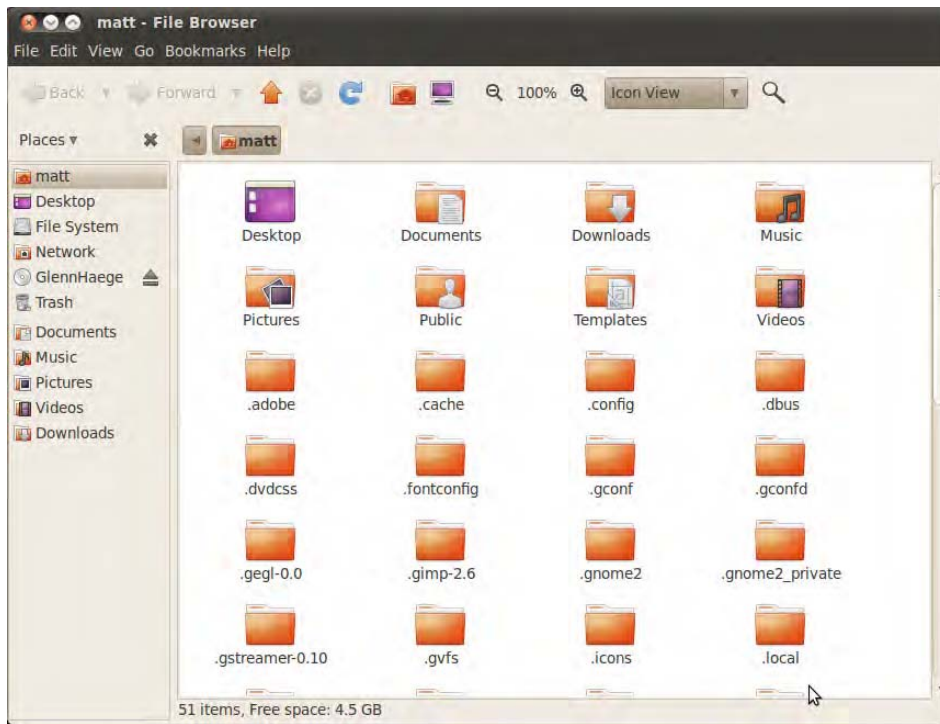 matt - File Browser
File Edit View Go Bookmarks Help
Back Forward 100% Icon View
Places matt
matt
Desktop
File System
Network
GlennHaege
Trash
Documents
Music
Pictures
Videos
Downloads
Desktop Documents Downloads Music
Pictures Public Templates Videos
.adobe .cache .config .dbus
.dvdcss .fontconfig .gconf .gconfd
.gegl-0.0 .gimp-2.6 .gnome2 .gnome2_private
.gstreamer-0.10 .gvfs .icons .local
51 items, Free space: 4.5 GB